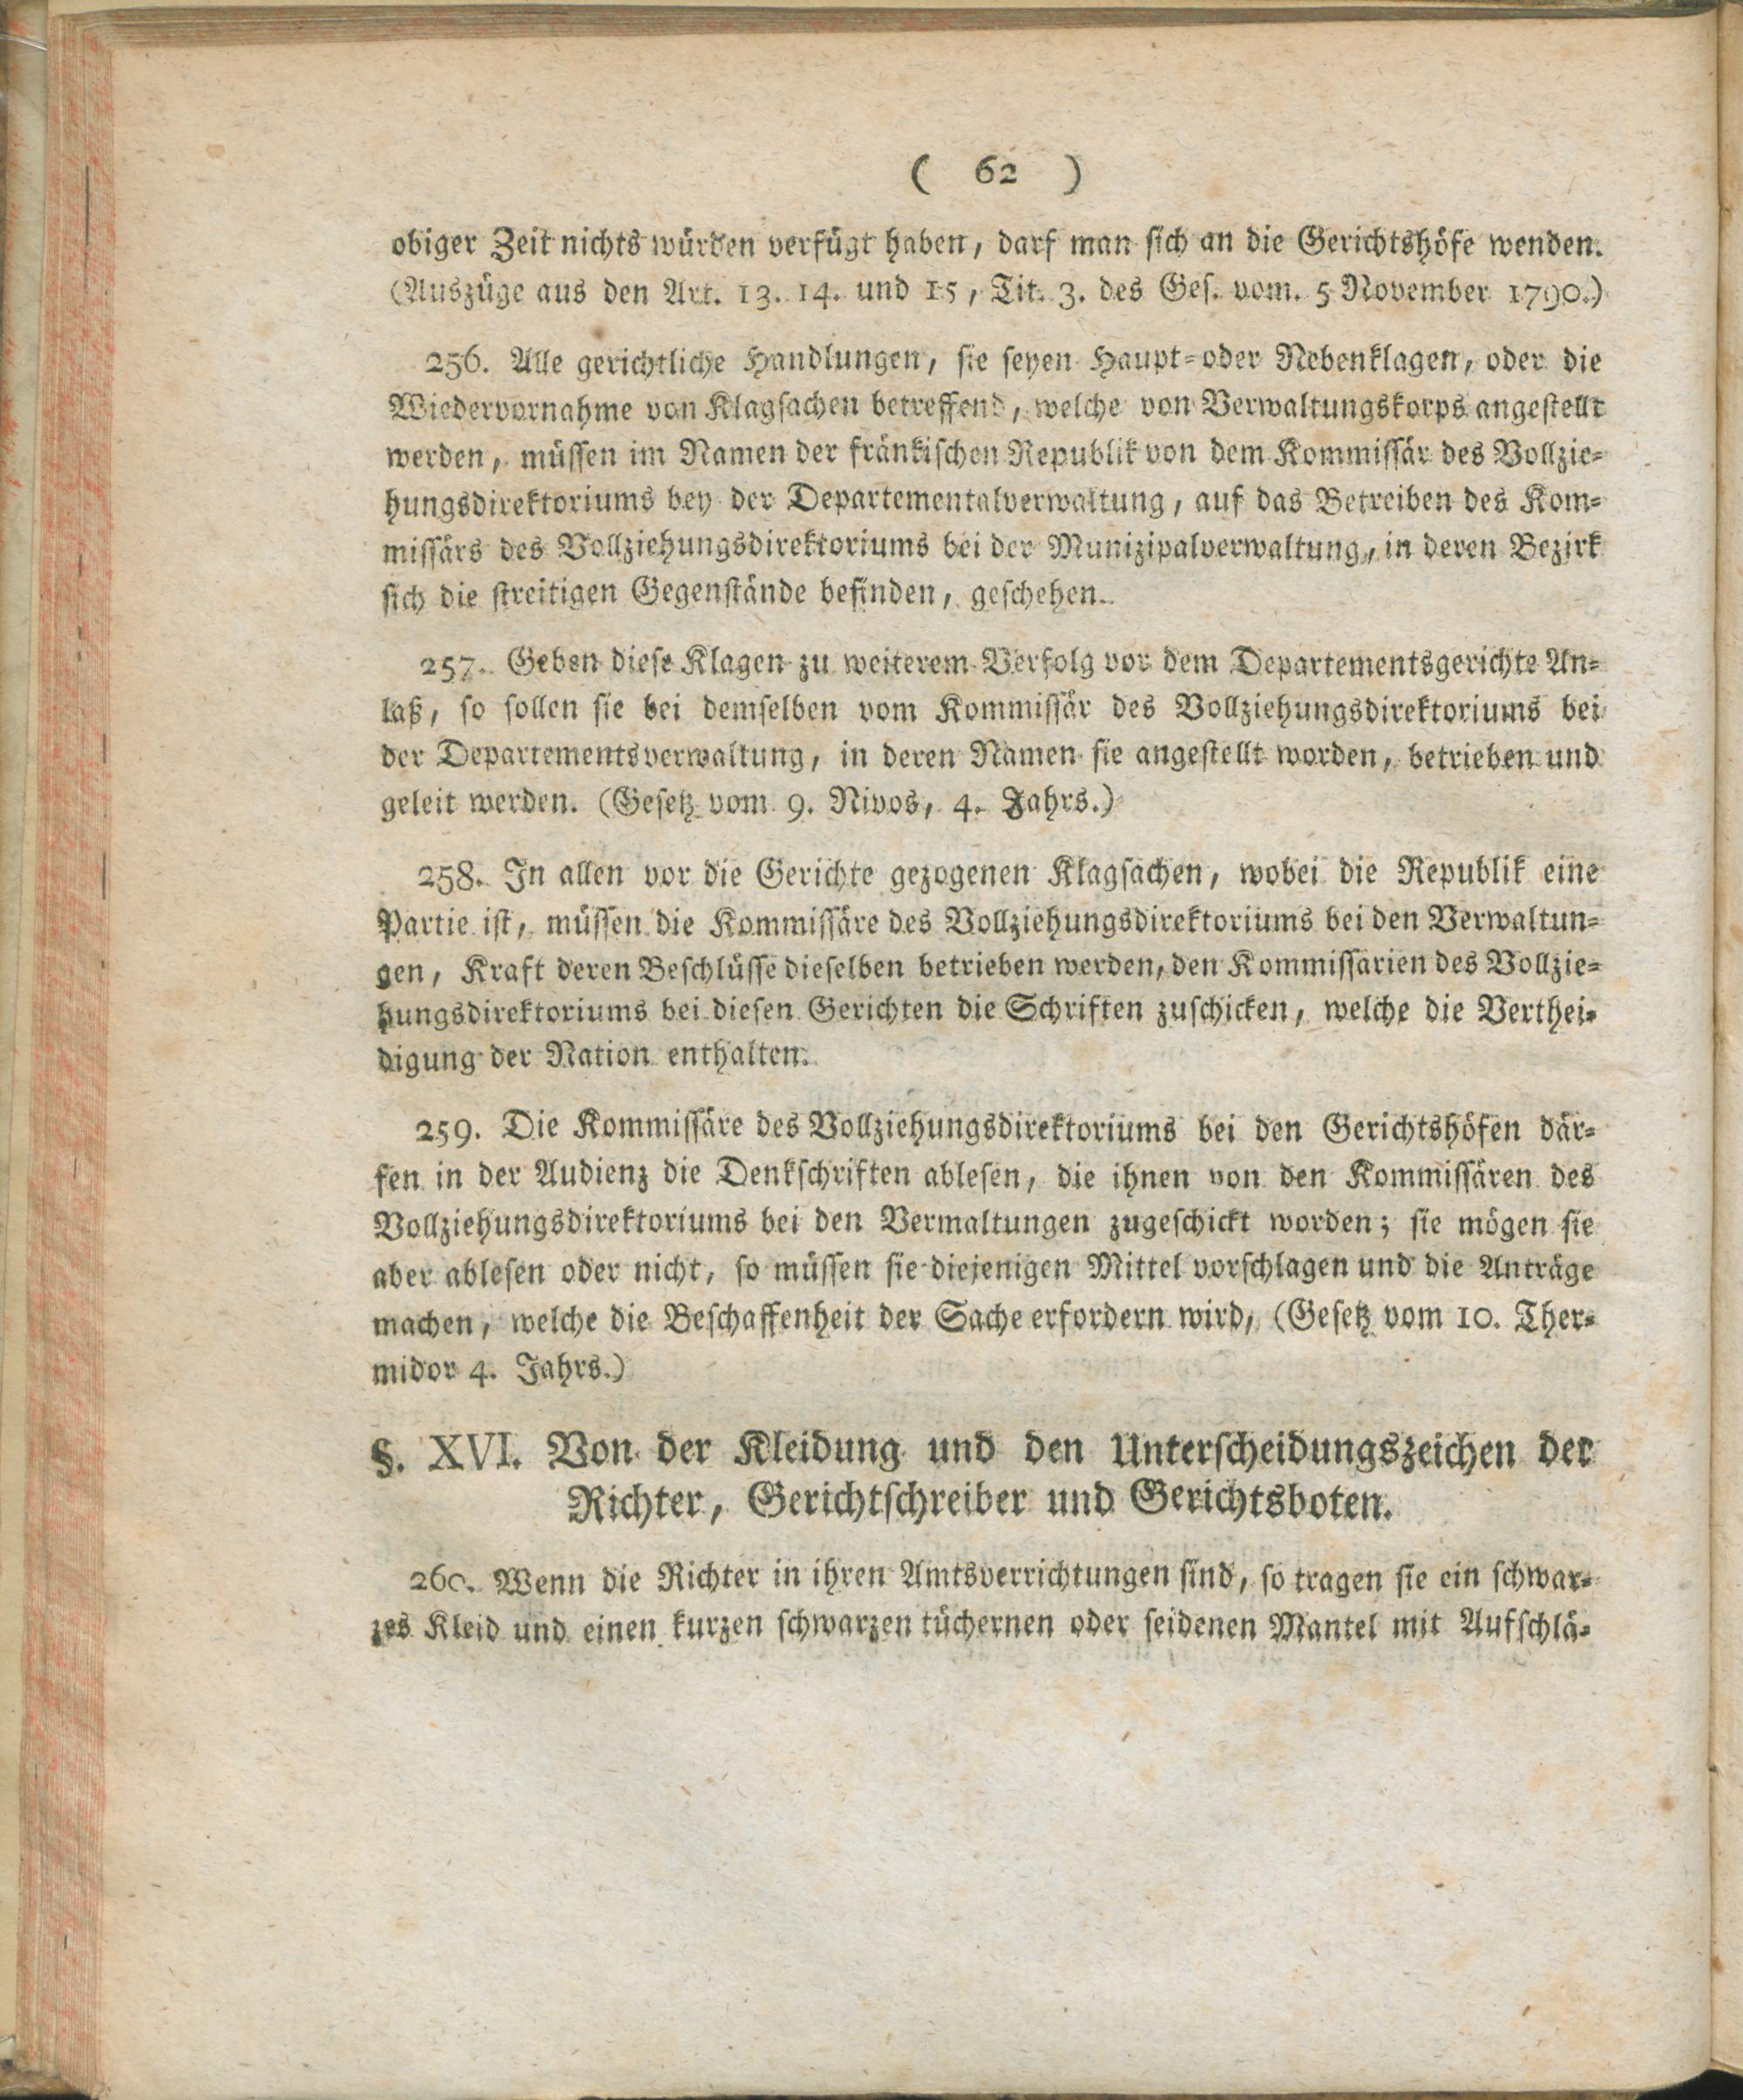 ( 62 )
obiger Zeit nichts würden verfügt haben, darf man sich an die Gerichtshöfe wenden.
(Auszüge aus den Art. 13. 14. und 15, Tit. 3. des Ges. vom. 5 November 1790.)
256. Alle gerichtliche Handlungen, sie seyen Haupt- oder Nebenklagen, oder die
Wiedervornahme von Klagsachen betreffend, welche von Verwaltungskorps angestellt
werden, müssen im Namen der fränkischen Republik von dem Kommissär des Vollzie-
hungsdirektoriums bey der Departementalverwaltung, auf das Betreiben des Kom-
missärs des Vollziehungsdirektoriums bei der Munizipalverwaltung, in deren Bezirk
sich die streitigen Gegenstände befinden, geschehen.
257. Geben diese Klagen zu weiterem Verfolg vor dem Departementsgerichte An-
laß, so sollen sie bei demselben vom Kommissär des Vollziehungsdirektoriums bei
der Departementsverwaltung, in deren Namen sie angestellt worden, betrieben und
geleit werden. (Gesetz vom 9. Nivos, 4. Jahrs.)
258. In allen vor die Gerichte gezogenen Klagsachen, wobei die Republik eine
Partie ist, müssen die Kommissäre des Vollziehungsdirektoriums bei den Verwaltun-
gen, Kraft deren Beschlüsse dieselben betrieben werden, den Kommissarien des Vollzie-
hungsdirektoriums bei diesen Gerichten die Schriften zuschicken, welche die Verthei-
digung der Nation enthalten.
259. Die Kommissäre des Vollziehungsdirektoriums bei den Gerichtshöfen där-
fen in der Audienz die Denkschriften ablesen, die ihnen von den Kommissären des
Vollziehungsdirektoriums bei den Vermaltungen zugeschickt worden; sie mögen sie
aber ablesen oder nicht, so müssen sie diejenigen Mittel vorschlagen und die Anträge
machen, welche die Beschaffenheit der Sache erfordern wird, (Gesetz vom 10. Ther-
midor 4. Jahrs.)
§. XVI. Von der Kleidung und den Unterscheidungszeichen der
Richter, Gerichtschreiber und Gerichtsboten.
260. Wenn die Richter in ihren Amtsverrichtungen sind, so tragen sie ein schwar-
zes Kleid und einen kurzen schwarzen tüchernen oder seidenen Mantel mit Aufschlä-